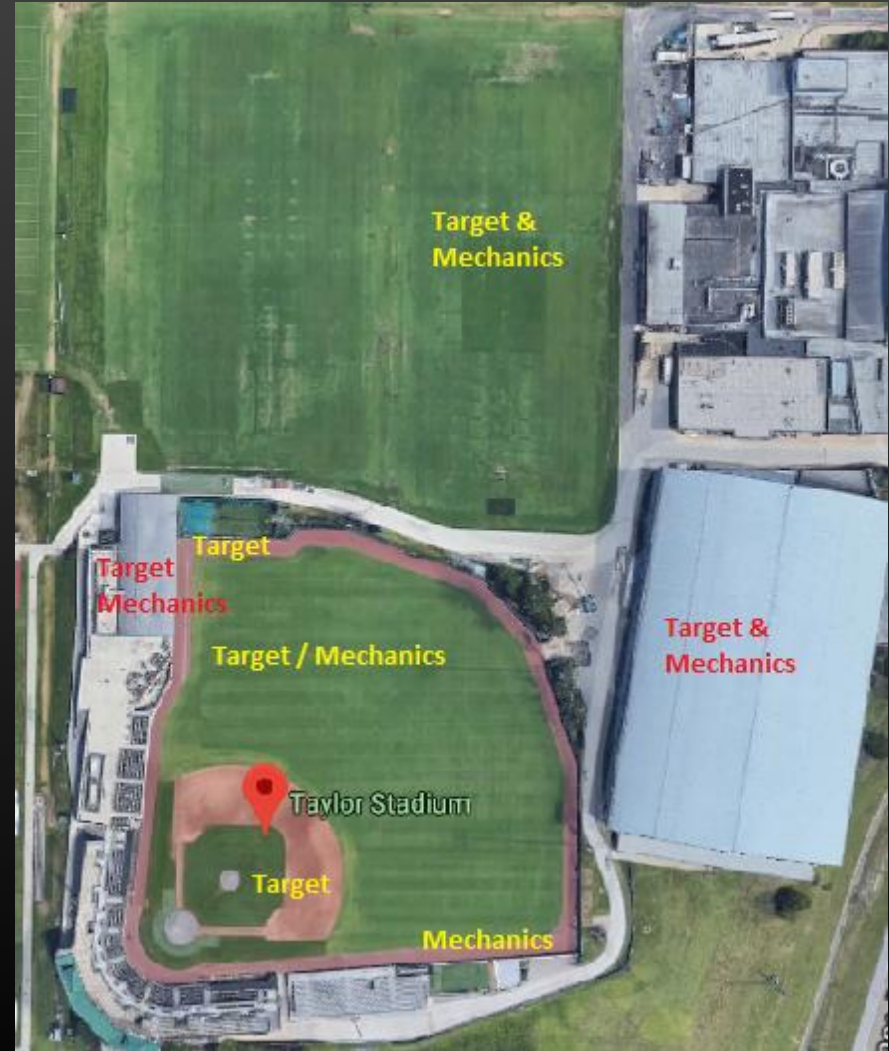 Target &
Mechanics
Target
Target
Mechanics
Target / Mechanics
Target &
Mechanics
Taylor Stadium
Target
Mechanics